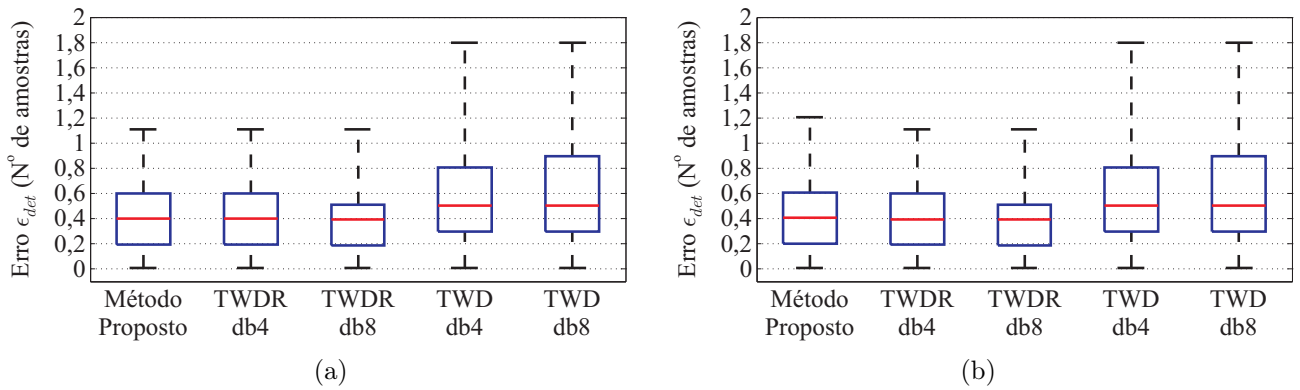 2
1,8
1,6
1,4
1,2
1
0,8
0,6
0,4
0,2
0
Erro ϵdet (Nº de amostras)
Método Proposto
TWDR db4
TWDR db8
TWD db4
TWD db8
(a)
2
1,8
1,6
1,4
1,2
1
0,8
0,6
0,4
0,2
0
Erro ϵdet (Nº de amostras)
Método Proposto
TWDR db4
TWDR db8
TWD db4
TWD db8
(b)